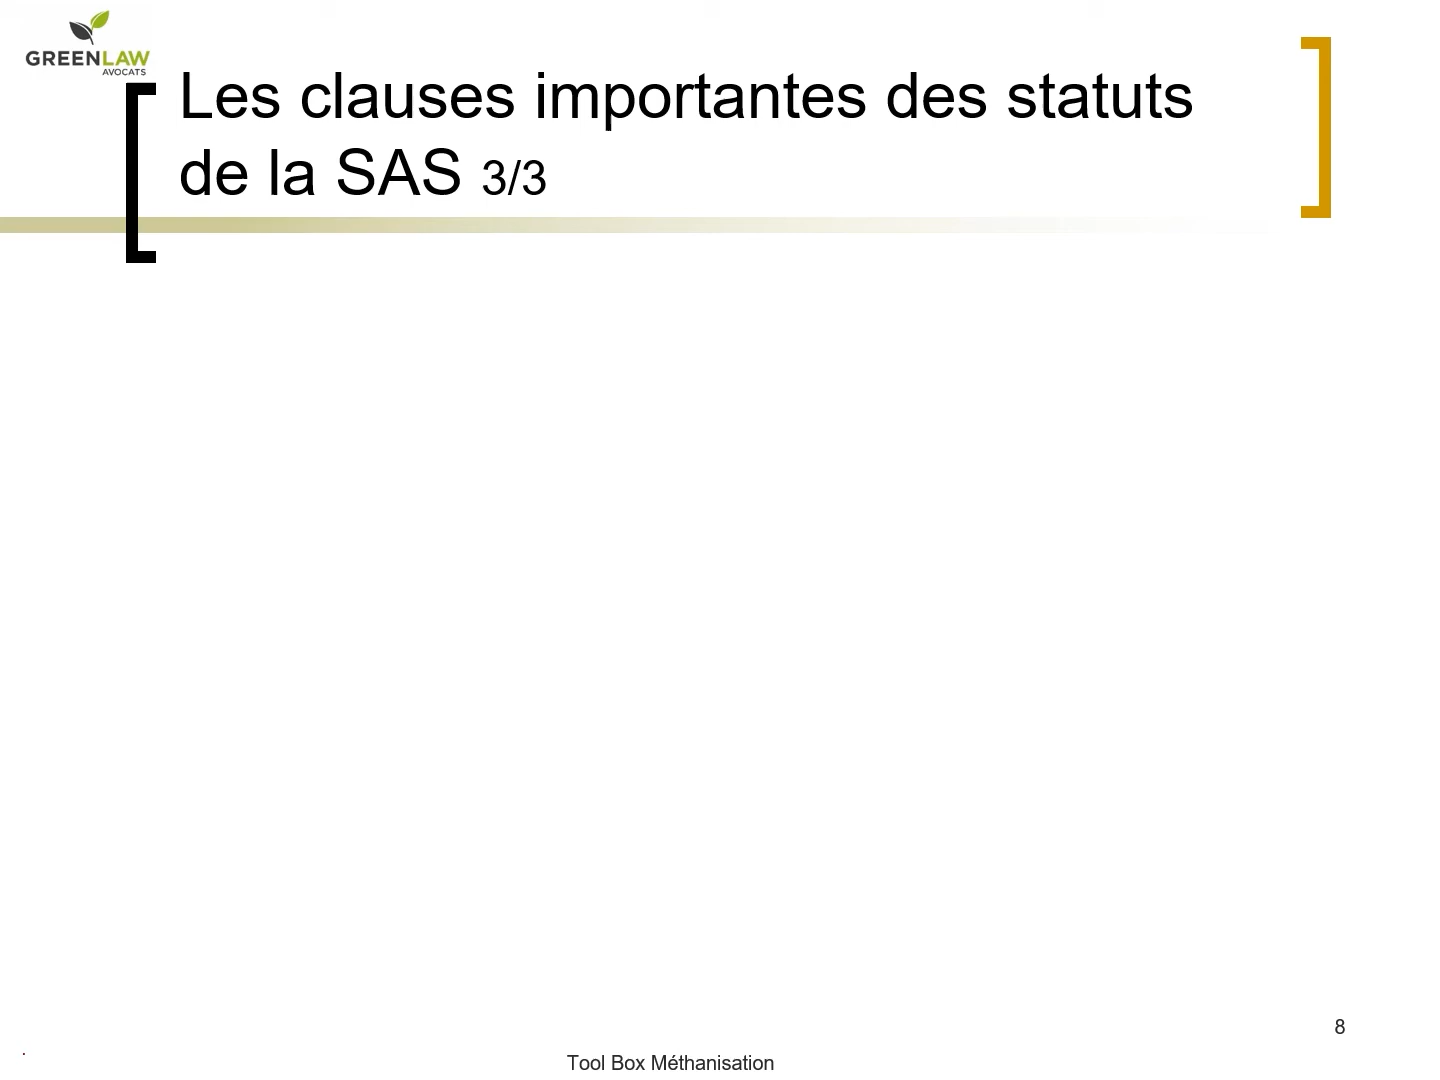 GREENLAW
AVOCATS
Les clauses importantes des statuts
de la SAS 3/3
8
.
Tool Box Méthanisation